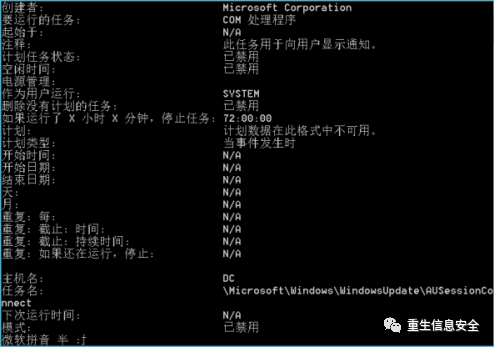 创建者: Microsoft Corporation
要运行的任务: COM 处理程序
起始于: N/A
注释: 此任务用于向用户显示通知。
计划任务状态: 已禁用
空闲时间: 已禁用
电源管理:
作为用户运行: SYSTEM
删除没有计划的任务: 已禁用
如果运行了 X 小时 X 分钟，停止任务: 72:00:00
计划: 计划数据在此格式中不可用。
计划类型: 当事件发生时
开始时间: N/A
开始日期: N/A
结束日期: N/A
天: N/A
月: N/A
重复: 每: N/A
重复: 截止: 时间: N/A
重复: 截止: 持续时间: N/A
重复: 如果还在运行，停止: N/A
主机名: DC
任务名: \Microsoft\Windows\WindowsUpdate\AUSessionCo
nnect
下次运行时间: N/A
模式: 已禁用
微软拼音 半 :
重生信息安全